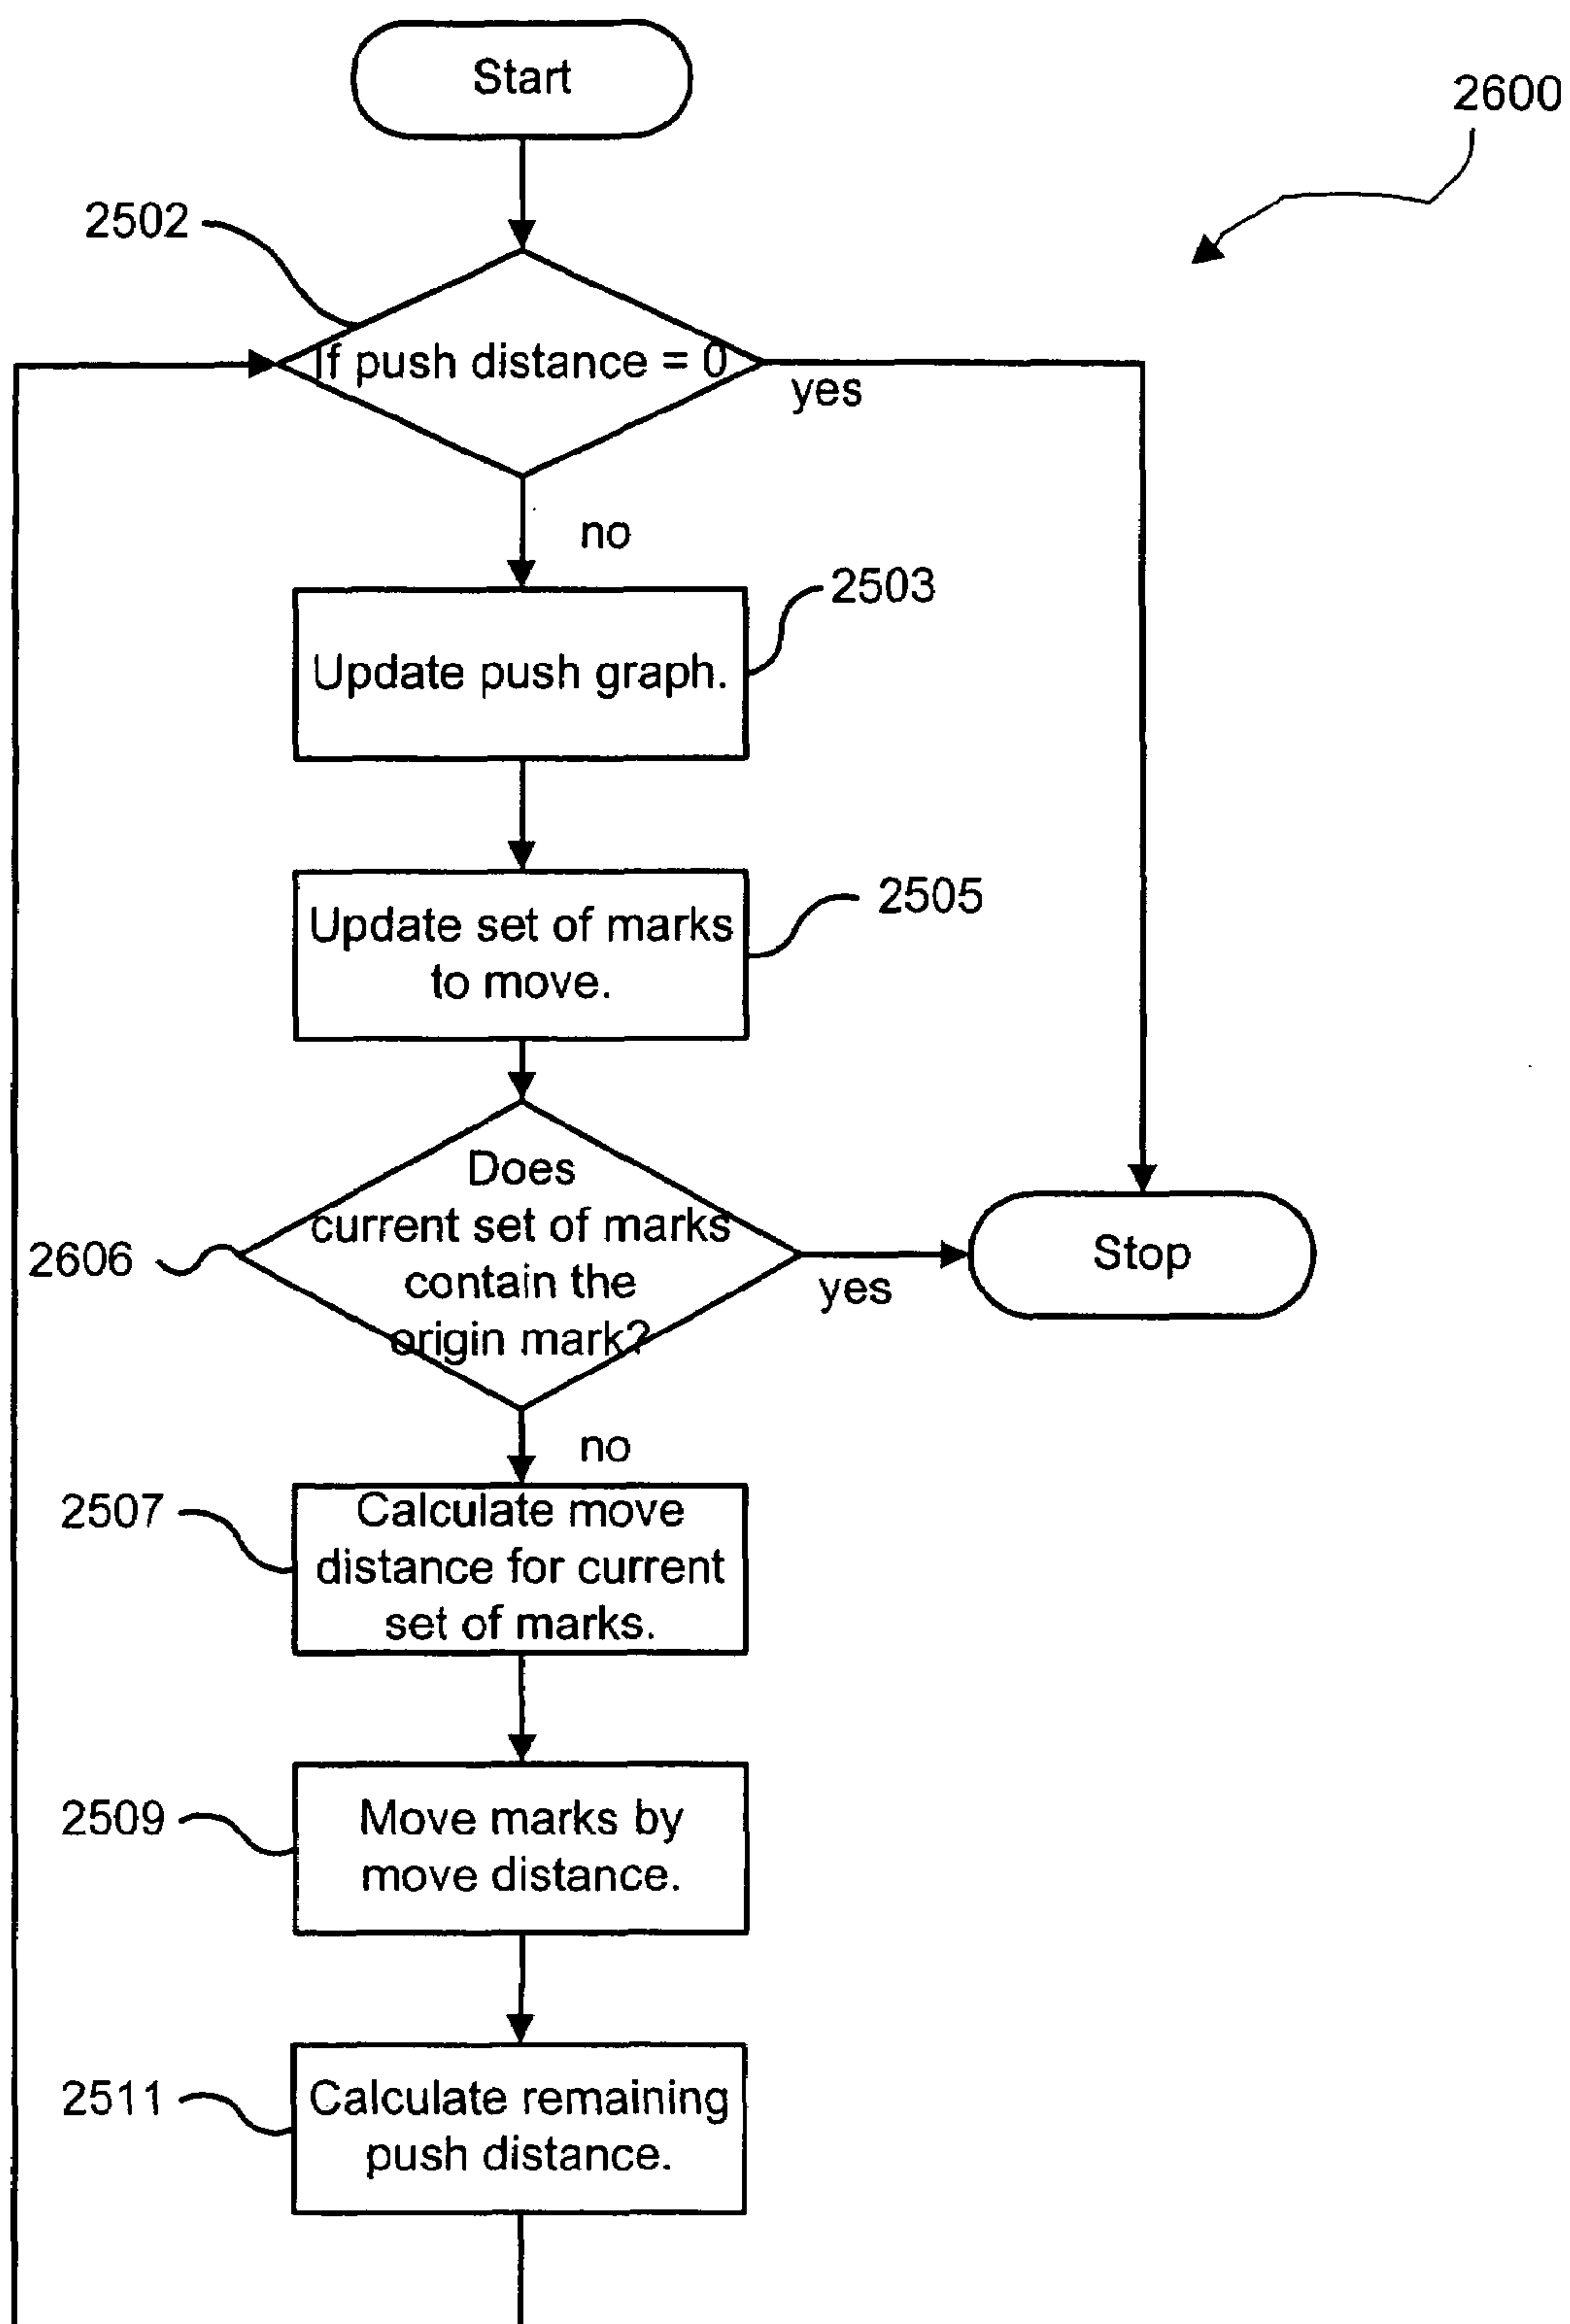 Start
2600
2502
If push distance = 0
yes
no
2503
Update push graph.
2505
Update set of marks
to move.
Does
current set of marks
contain the
origin mark?
2606
yes
Stop
no
2507
Calculate move
distance for current
set of marks.
2509
Move marks by
move distance.
2511
Calculate remaining
push distance.